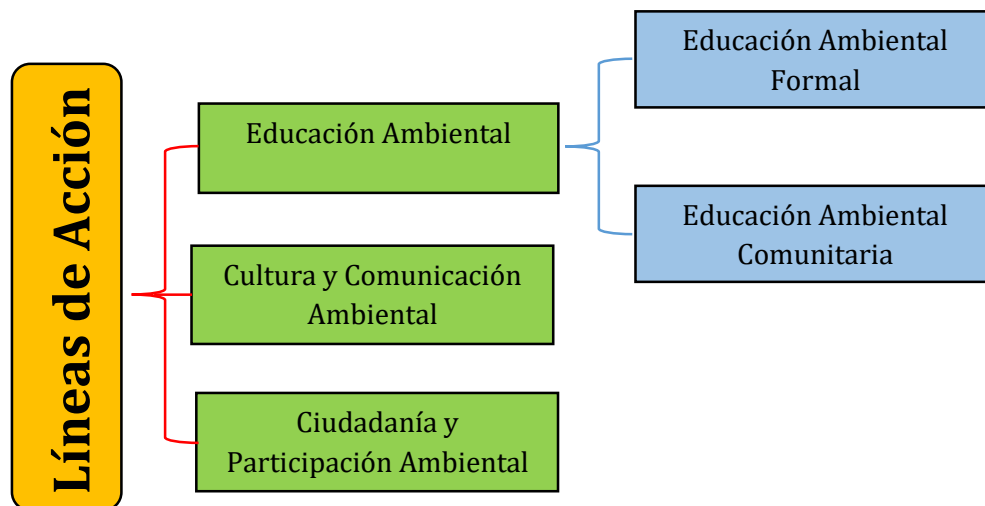 Líneas de Acción
Educación Ambiental
Cultura y Comunicación
Ambiental
Ciudadanía y
Participación Ambiental
Educación Ambiental
Formal
Educación Ambiental
Comunitaria